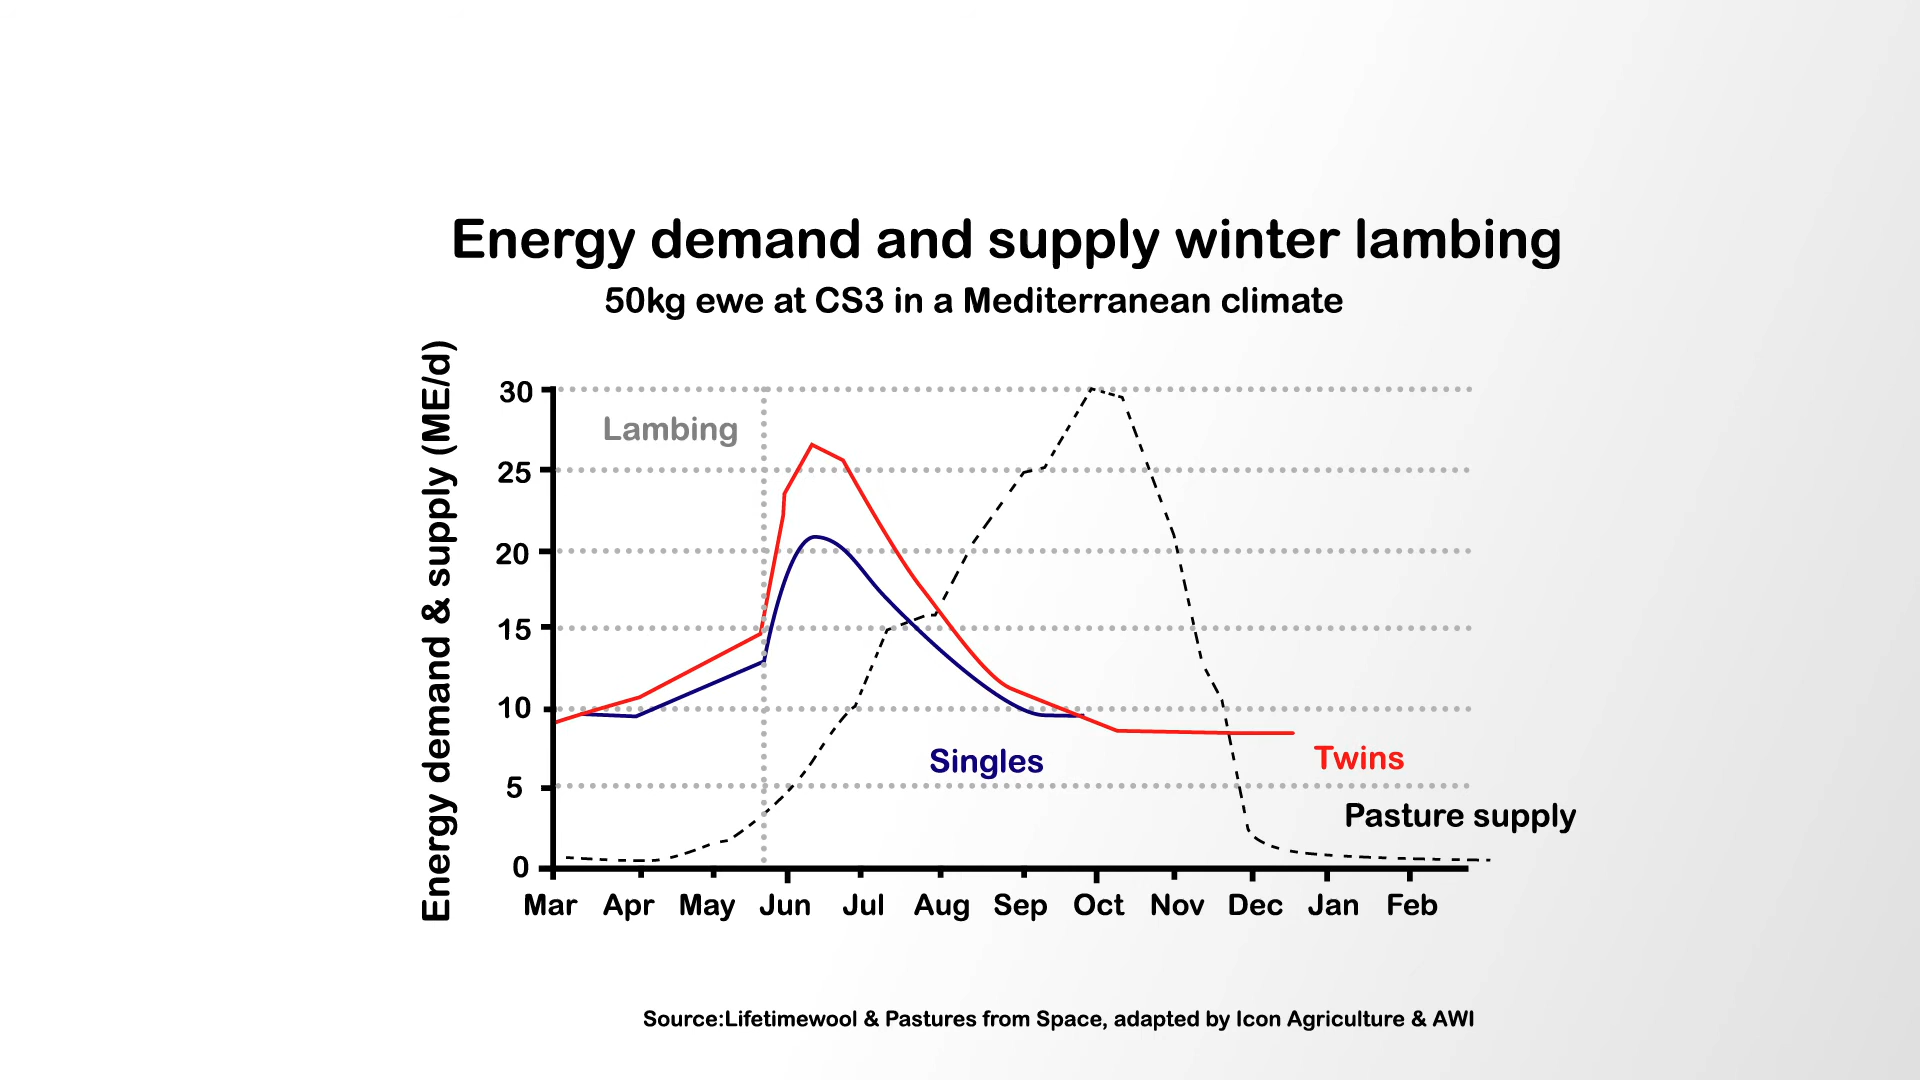 Energy demand and supply winter lambing
50kg ewe at CS3 in a Mediterranean climate
Energy demand & supply (ME/d)
30
25
20
15
10
5
0
Lambing
Singles
Twins
Pasture supply
Mar Apr May Jun Jul Aug Sep Oct Nov Dec Jan Feb
Source:Lifetimewool & Pastures from Space, adapted by Icon Agriculture & AWI